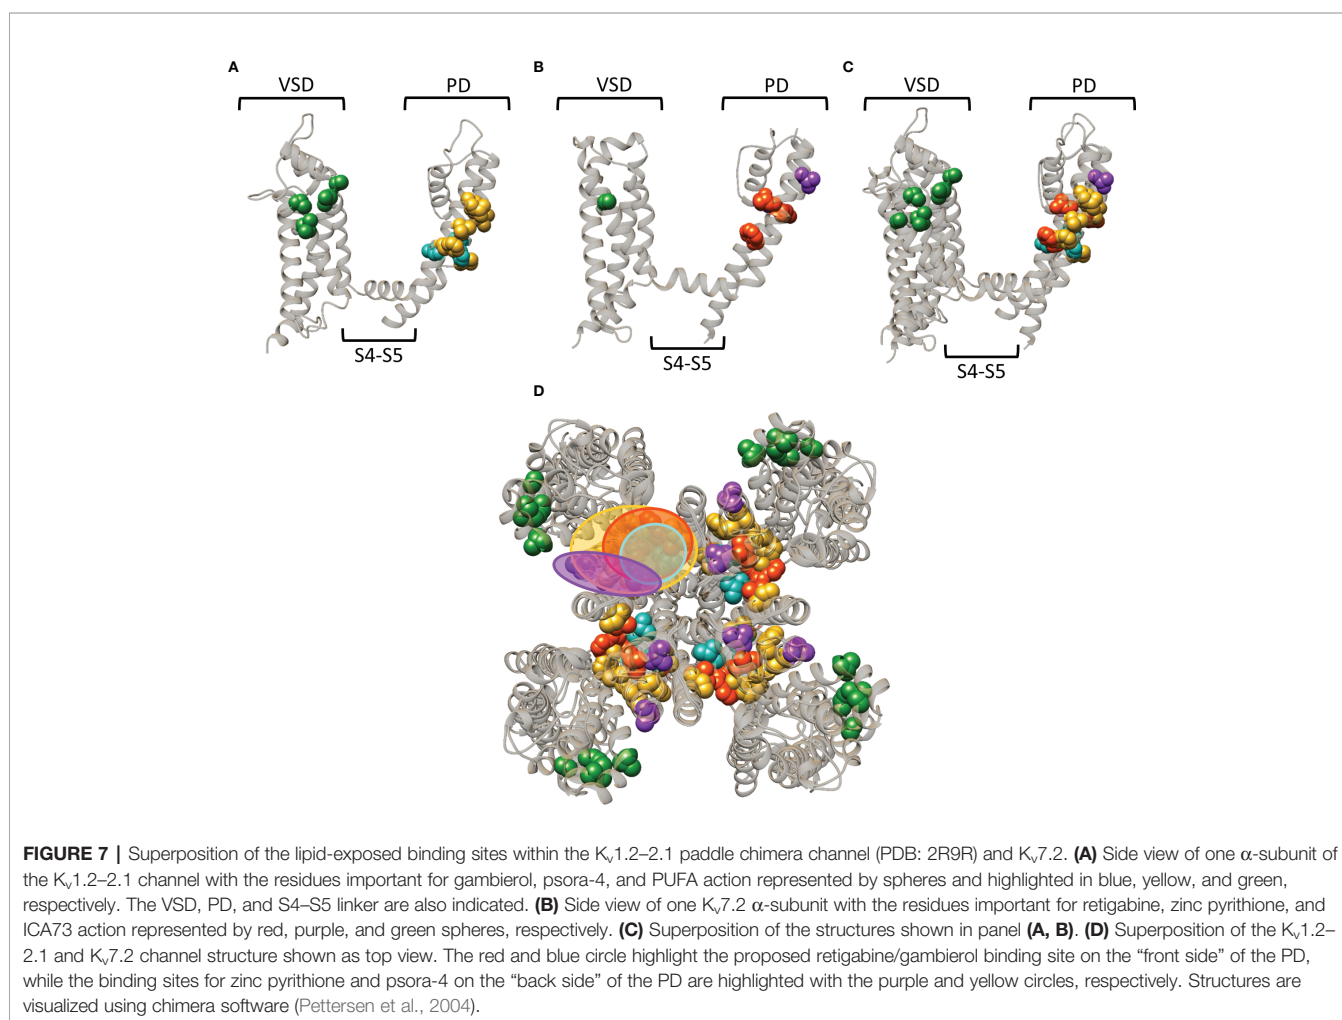 A
VSD
PD
S4-S5
B
VSD
PD
S4-S5
C
VSD
PD
S4-S5
D
FIGURE 7 | Superposition of the lipid-exposed binding sites within the Kv1.2–2.1 paddle chimera channel (PDB: 2R9R) and Kv7.2. (A) Side view of one α-subunit of
the Kv1.2–2.1 channel with the residues important for gambierol, psora-4, and PUFA action represented by spheres and highlighted in blue, yellow, and green,
respectively. The VSD, PD, and S4–S5 linker are also indicated. (B) Side view of one Kv7.2 α-subunit with the residues important for retigabine, zinc pyrithione, and
ICA73 action represented by red, purple, and green spheres, respectively. (C) Superposition of the structures shown in panel (A, B). (D) Superposition of the Kv1.2–
2.1 and Kv7.2 channel structure shown as top view. The red and blue circle highlight the proposed retigabine/gambierol binding site on the “front side” of the PD,
while the binding sites for zinc pyrithione and psora-4 on the “back side” of the PD are highlighted with the purple and yellow circles, respectively. Structures are
visualized using chimera software (Pettersen et al., 2004).